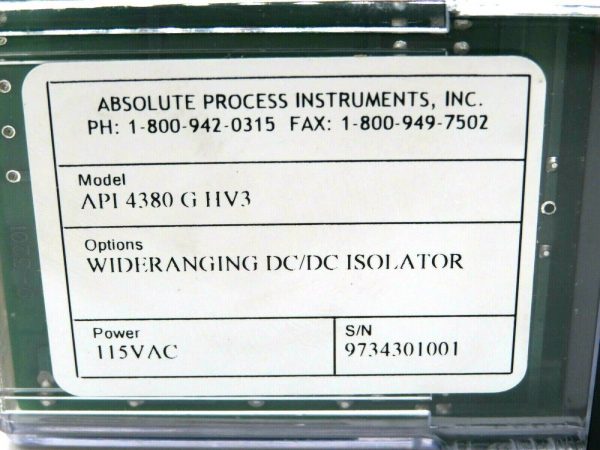 ABSOLUTE PROCESS INSTRUMENTS, INC.
PH: 1-800-942-0315 FAX: 1-800-949-7502
Model
API 4380 G HV3
Options
WIDERANGING DC/DC ISOLATOR
Power
115VAC
S/N
9734301001